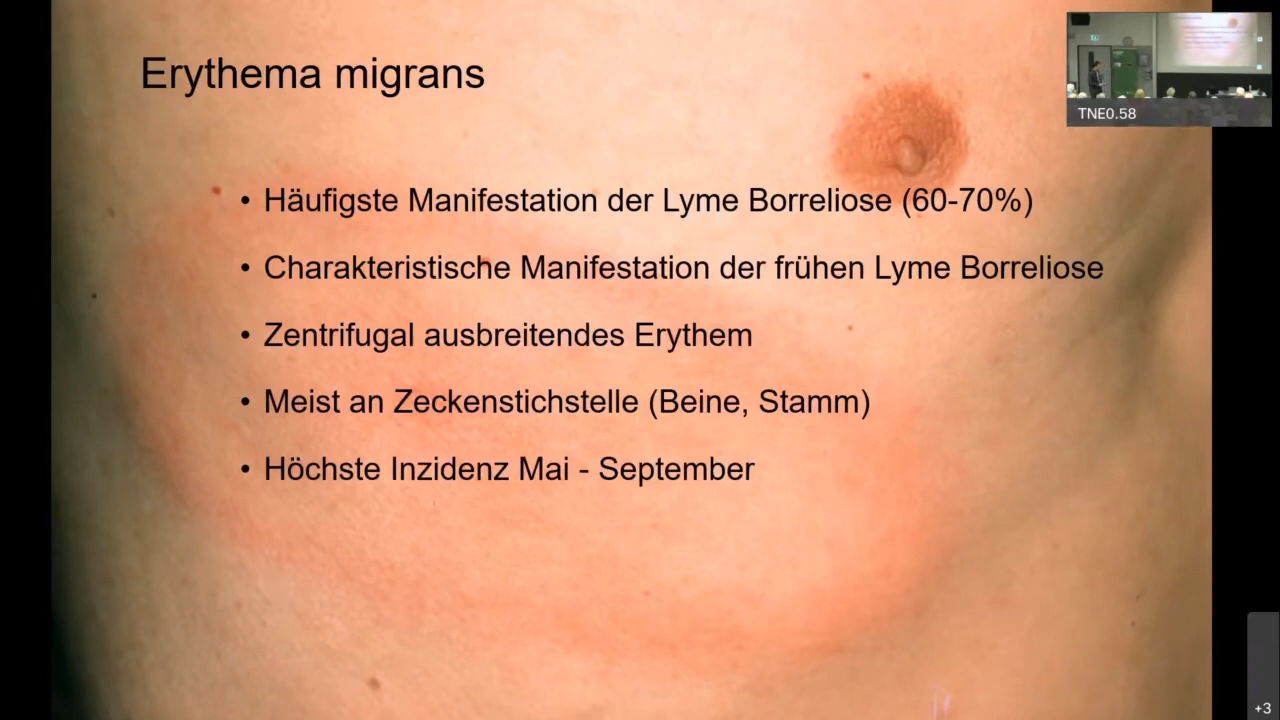 Erythema migrans
• Häufigste Manifestation der Lyme Borreliose (60-70%)
• Charakteristische Manifestation der frühen Lyme Borreliose
• Zentrifugal ausbreitendes Erythem
• Meist an Zeckenstichstelle (Beine, Stamm)
• Höchste Inzidenz Mai - September
TNE0.58
+3